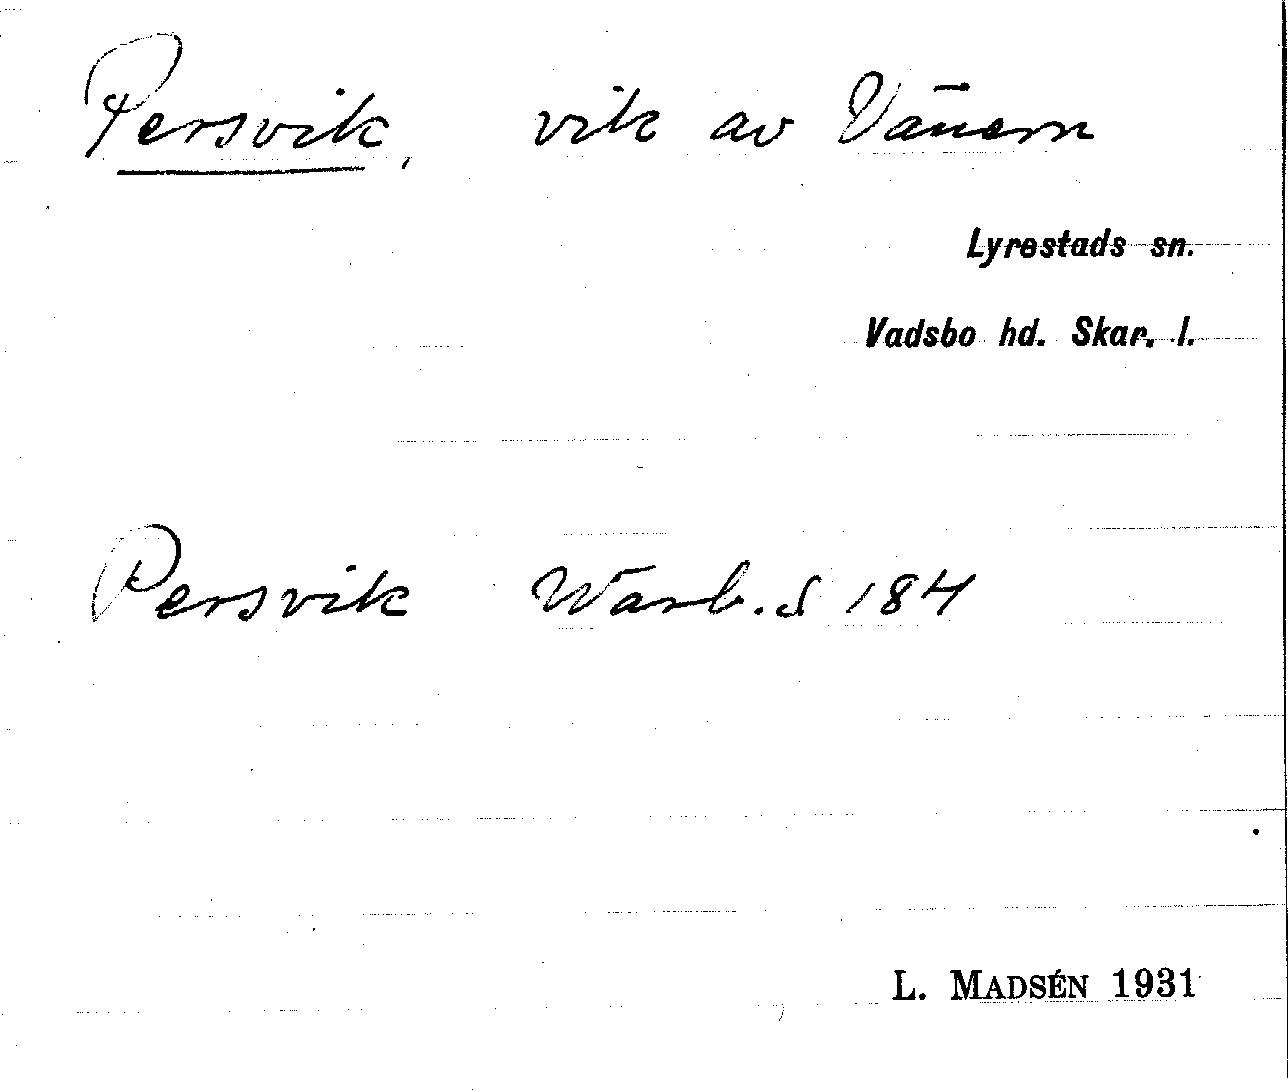 Persvik, vik av Vänern
Lyrestads sn.
Vadsbo hd. Skar. l.
Persvik Warb. S 184
L. MADSÉN 1931